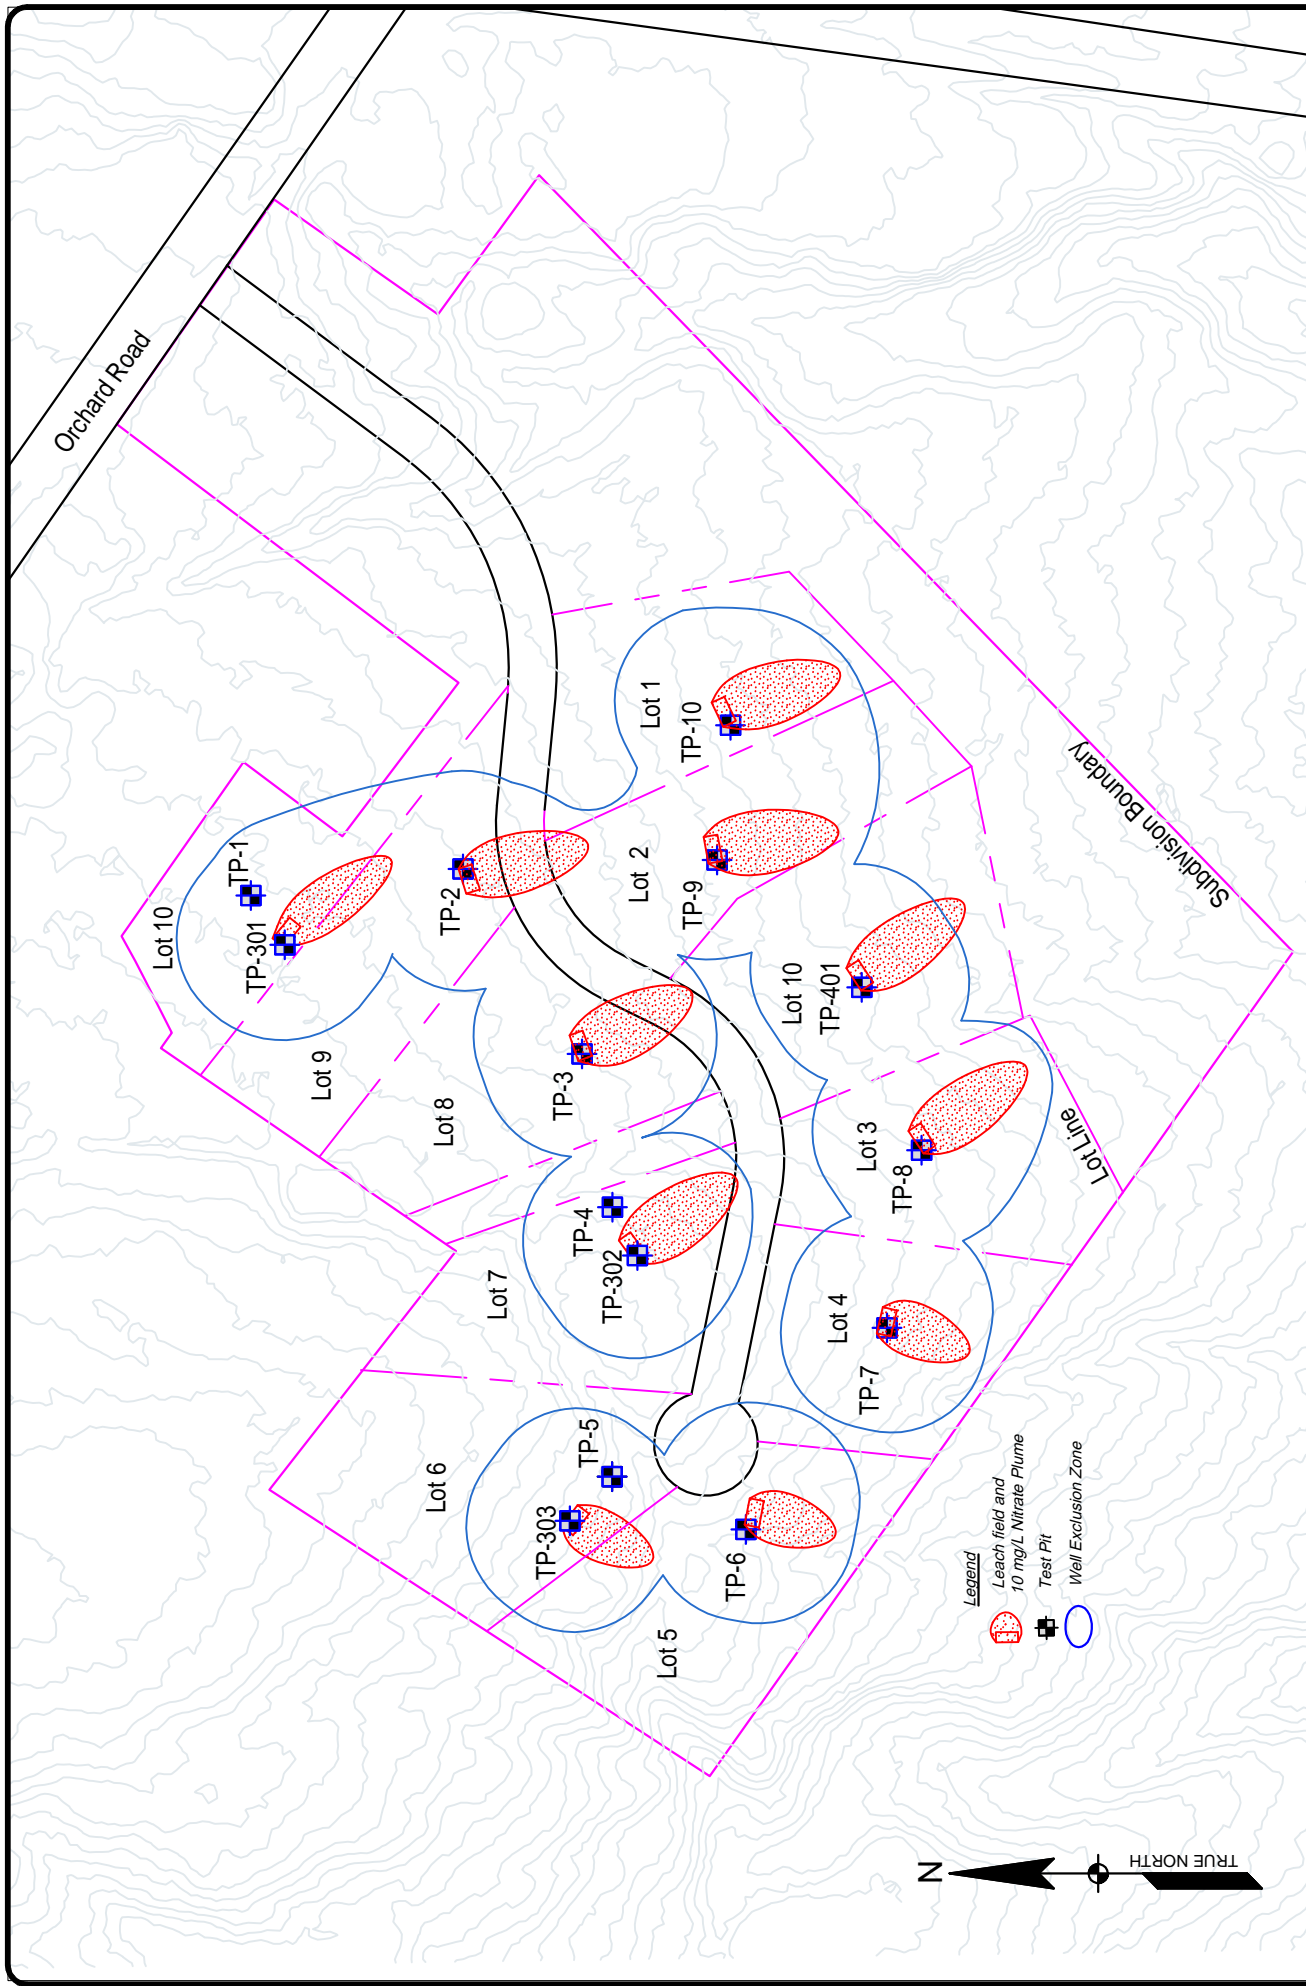 Orchard Road
Lot 10
TP-1
TP-301
Lot 9
TP-2
Lot 8
TP-3
Lot 1
TP-10
Lot 2
TP-9
Lot 10
TP-401
Lot 7
TP-4
TP-302
Lot 3
TP-8
Lot 4
TP-7
Lot 6
TP-5
TP-303
TP-6
Lot 5
Subdivision Boundary
Lot Line
Legend
Leach field and
10 mg/L Nitrate Plume
Test Pit
Well Exclusion Zone
N
TRUE NORTH